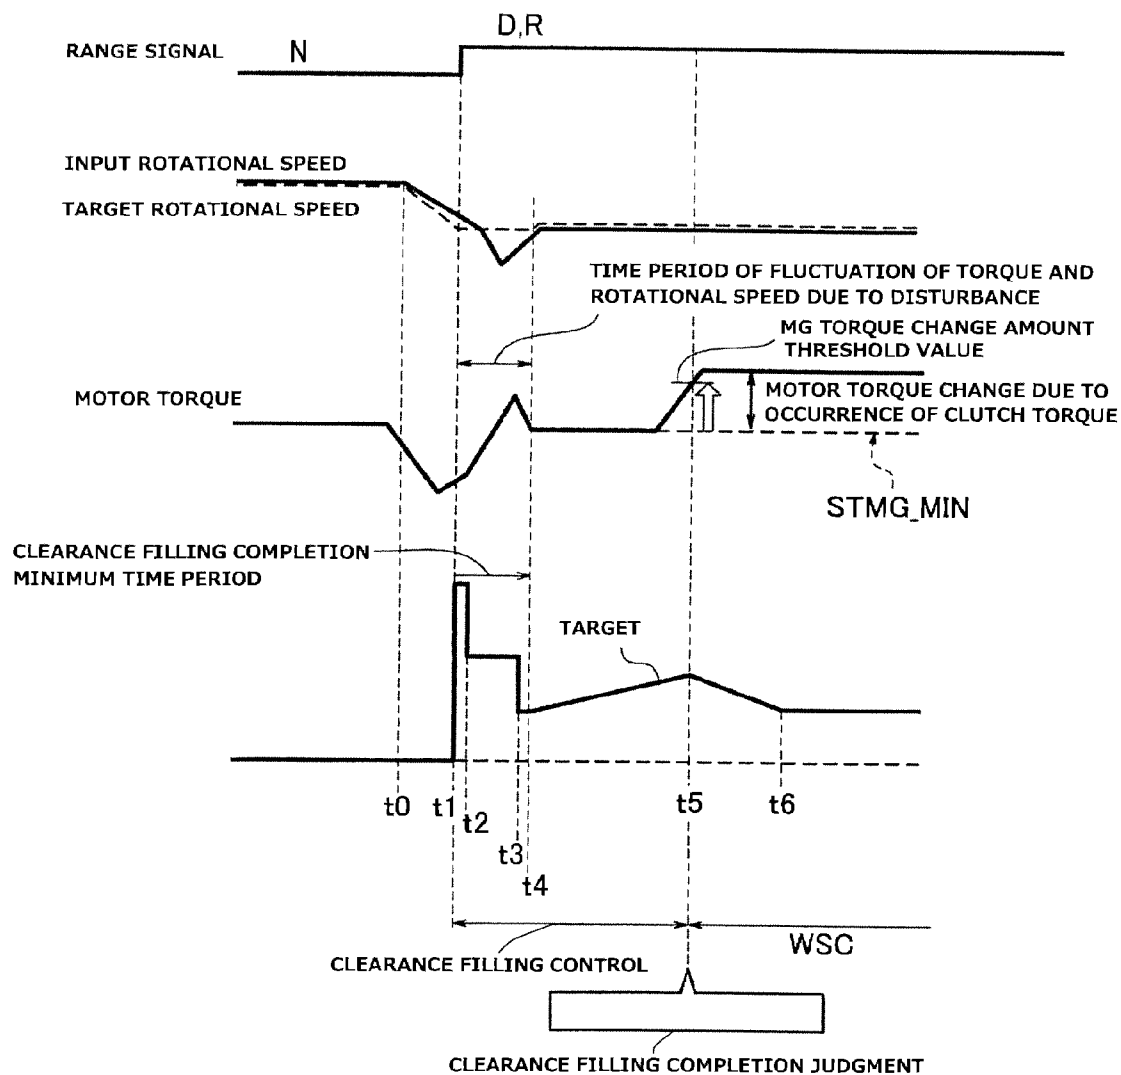 D,R
RANGE SIGNAL
N
INPUT ROTATIONAL SPEED
TARGET ROTATIONAL SPEED
TIME PERIOD OF FLUCTUATION OF TORQUE AND
ROTATIONAL SPEED DUE TO DISTURBANCE
MG TORQUE CHANGE AMOUNT
THRESHOLD VALUE
MOTOR TORQUE
MOTOR TORQUE CHANGE DUE TO
OCCURRENCE OF CLUTCH TORQUE
STMG_MIN
CLEARANCE FILLING COMPLETION
MINIMUM TIME PERIOD
TARGET
t0
t1
t2
t3
t4
t5
t6
WSC
CLEARANCE FILLING CONTROL
CLEARANCE FILLING COMPLETION JUDGMENT